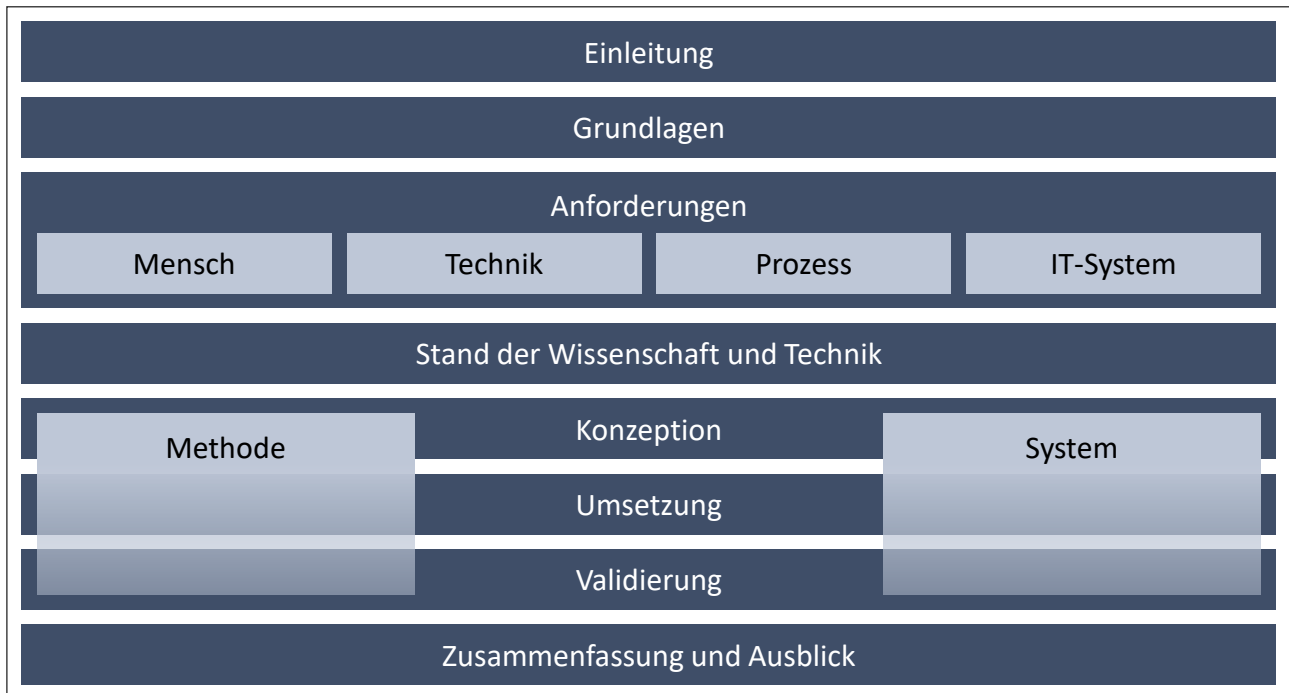 Einleitung
Grundlagen
Anforderungen
Mensch
Technik
Prozess
IT-System
Stand der Wissenschaft und Technik
Konzeption
Methode
System
Umsetzung
Validierung
Zusammenfassung und Ausblick